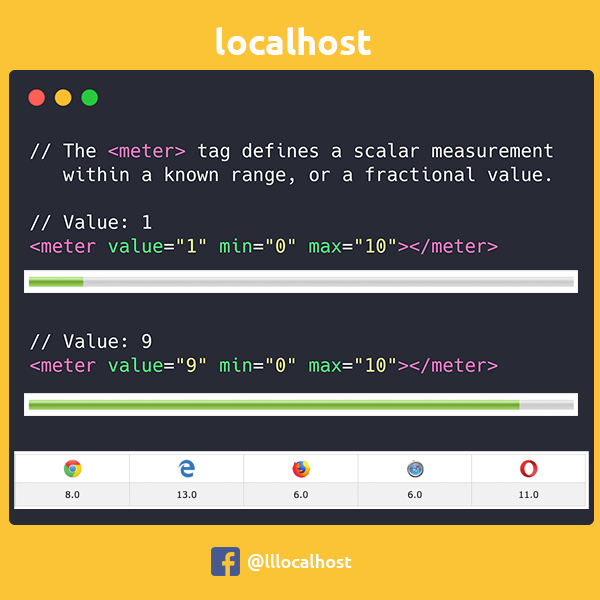 localhost
// The <meter> tag defines a scalar measurement
within a known range, or a fractional value.
// Value: 1
<meter value="1" min="0" max="10"></meter>
// Value: 9
<meter value="9" min="0" max="10"></meter>
8.0 13.0 6.0 6.0 11.0
@lllocalhost